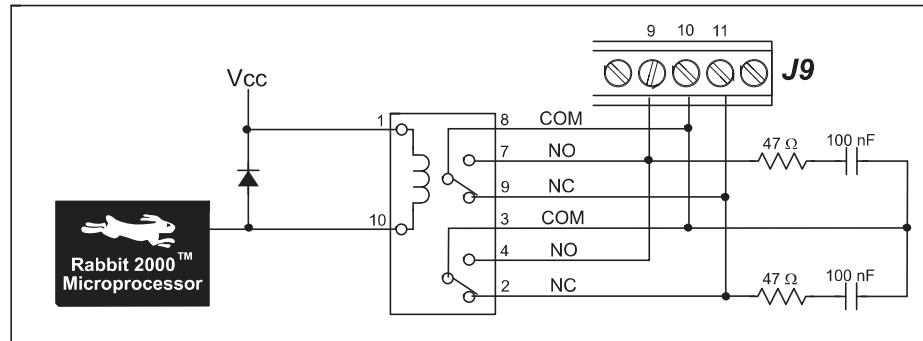 9 10 11
J9
Vcc
1
8 COM
47 Ω 100 nF
7 NO
9 NC
10
3 COM
Rabbit 2000™
Microprocessor
4 NO
47 Ω 100 nF
2 NC